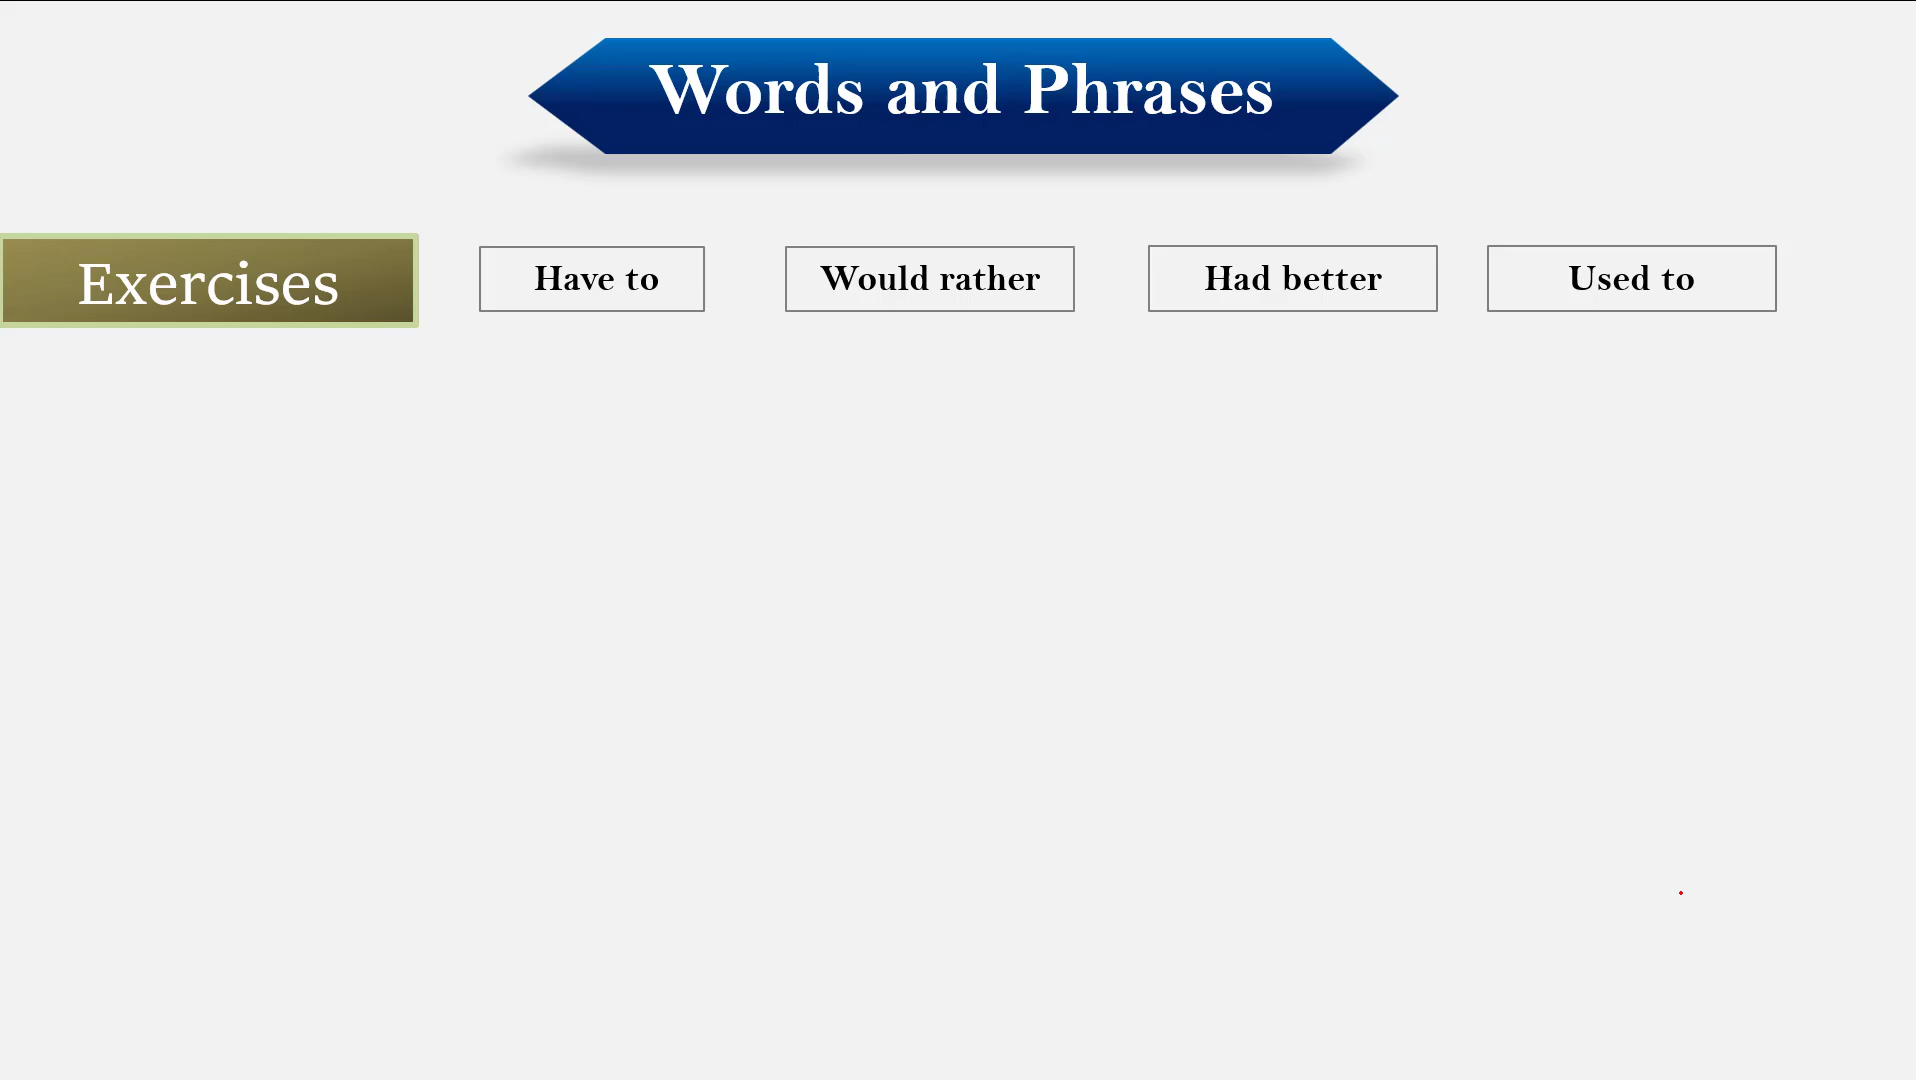 Words and Phrases
Exercises
Have to
Would rather
Had better
Used to